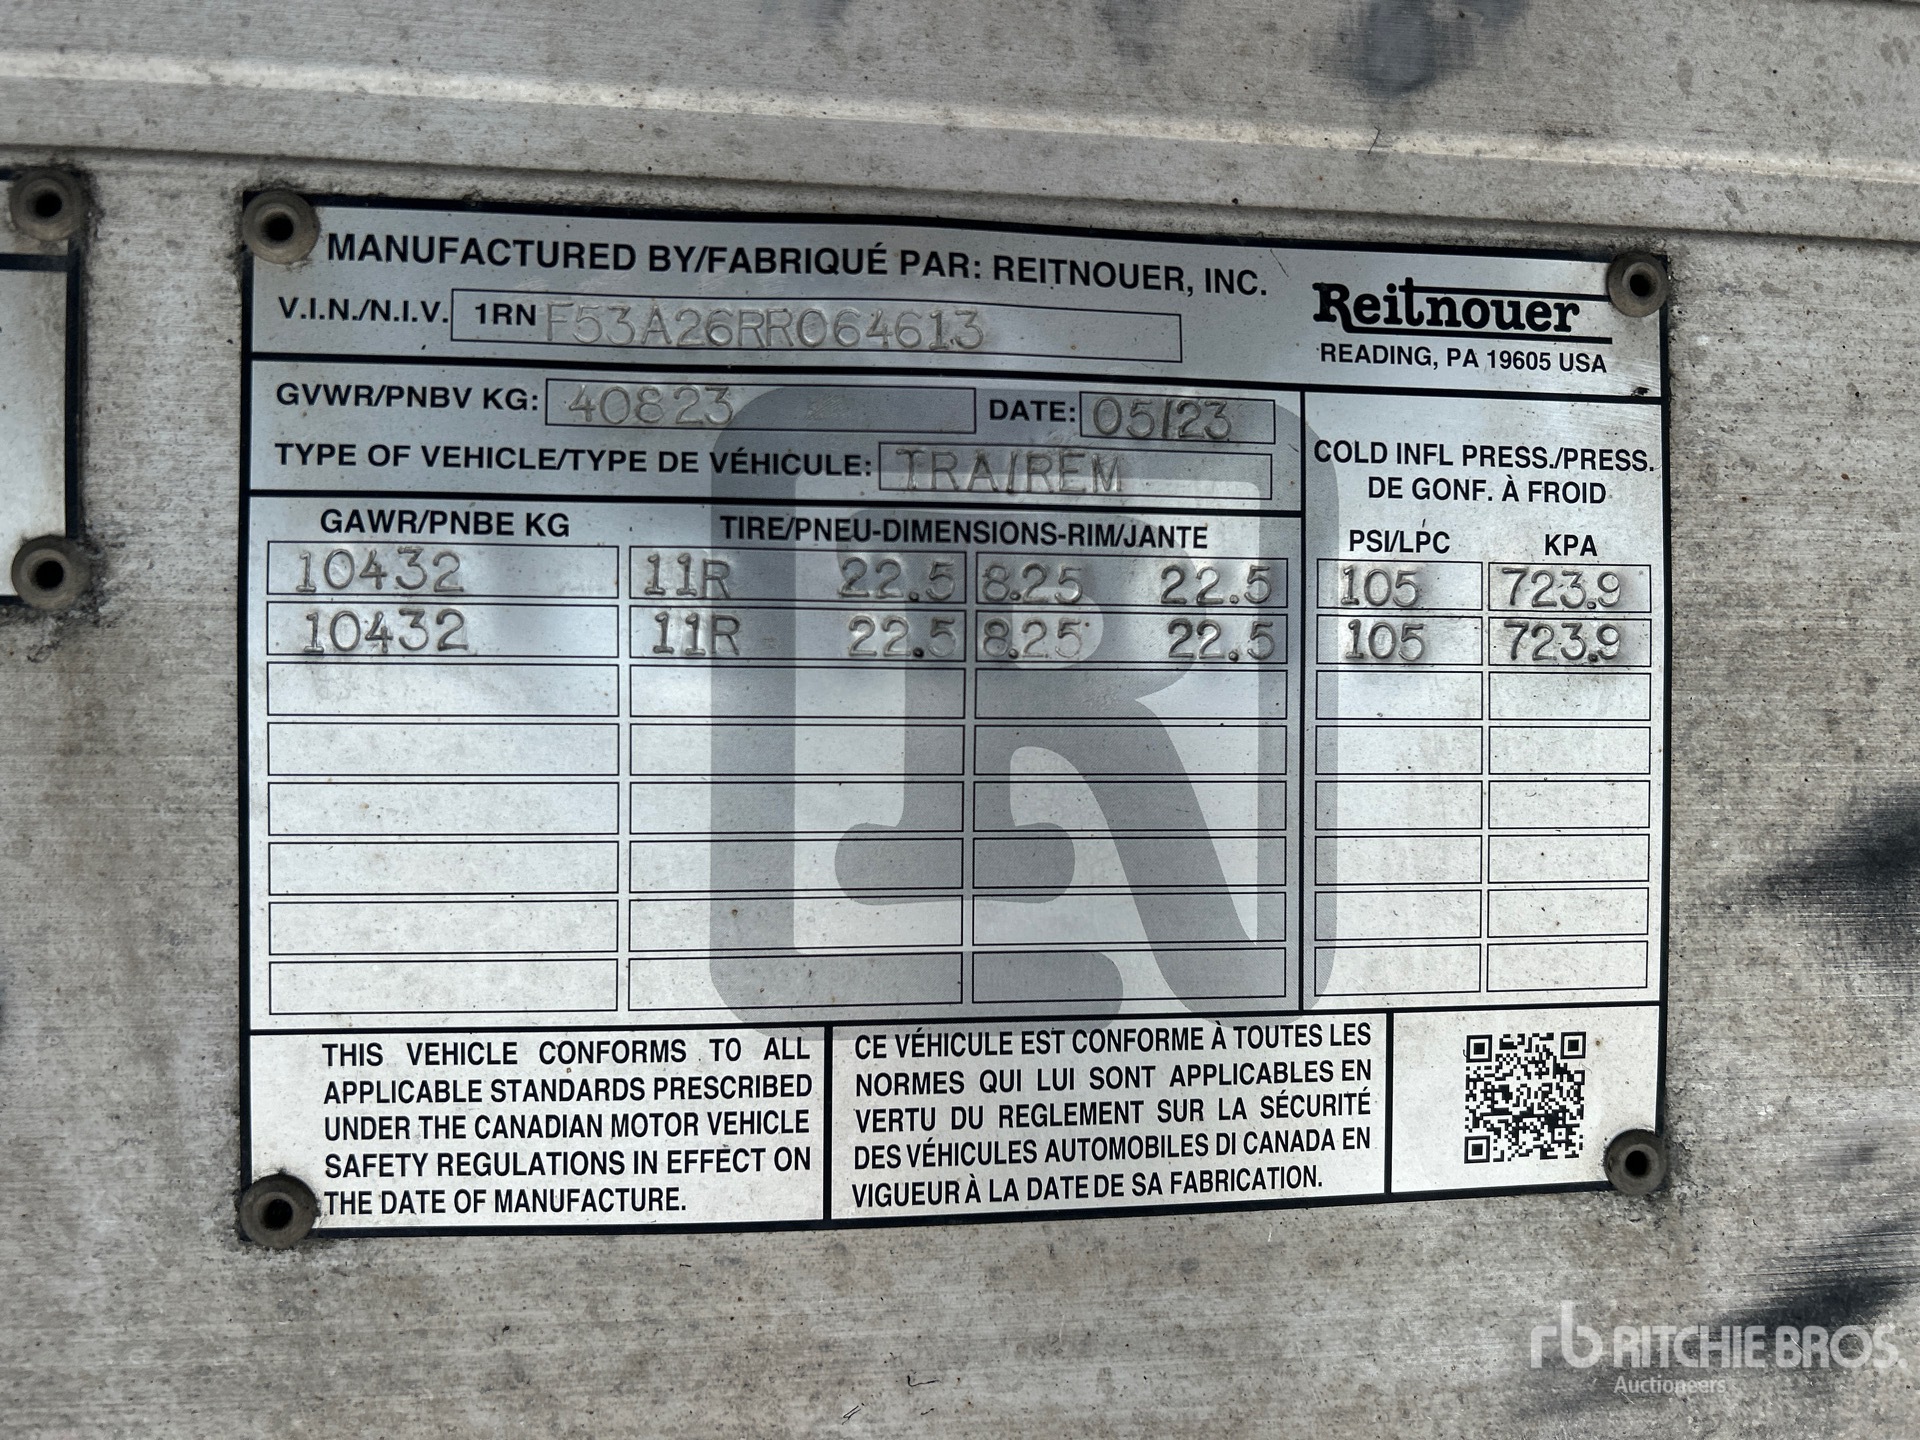 MANUFACTURED BY/FABRIQUÉ PAR: REITNOUER, INC.
V.I.N./N.I.V. 1RN F53A26RR064613
Reitnouer
READING, PA 19605 USA
GVWR/PNBV KG: 40823 DATE: 05/23
TYPE OF VEHICLE/TYPE DE VÉHICULE: TRA/REM
COLD INFL PRESS./PRESS.
DE GONF. À FROID
GAWR/PNBE KG TIRE/PNEU-DIMENSIONS-RIM/JANTE PSI/LPC KPA
10432 11R 22.5 8.25 22.5 105 723.9
10432 11R 22.5 8.25 22.5 105 723.9
THIS VEHICLE CONFORMS TO ALL
APPLICABLE STANDARDS PRESCRIBED
UNDER THE CANADIAN MOTOR VEHICLE
SAFETY REGULATIONS IN EFFECT ON
THE DATE OF MANUFACTURE.
CE VÉHICULE EST CONFORME À TOUTES LES
NORMES QUI LUI SONT APPLICABLES EN
VERTU DU REGLEMENT SUR LA SÉCURITÉ
DES VÉHICULES AUTOMOBILES DI CANADA EN
VIGUEUR À LA DATE DE SA FABRICATION.
rb RITCHIE BROS.
Auctioneers